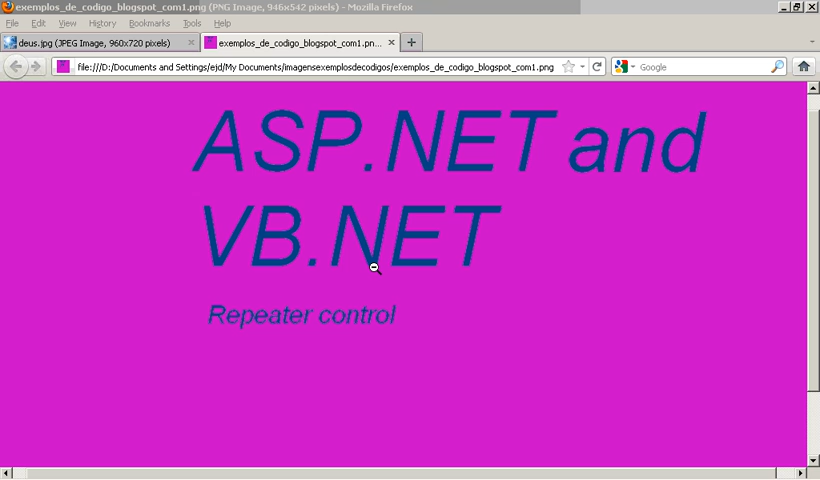 exemplos_de_codigo_blogspot_com1.png (PNG Image, 946x542 pixels) - Mozilla Firefox
File Edit View History Bookmarks Tools Help
deus.jpg (JPEG Image, 960x720 pixels) exemplos_de_codigo_blogspot_com1.pn...
file:///D:/Documents and Settings/ejd/My Documents/imagensexemplosdecodigos/exemplos_de_codigo_blogspot_com1.png Google
ASP.NET and
VB.NET
Repeater control